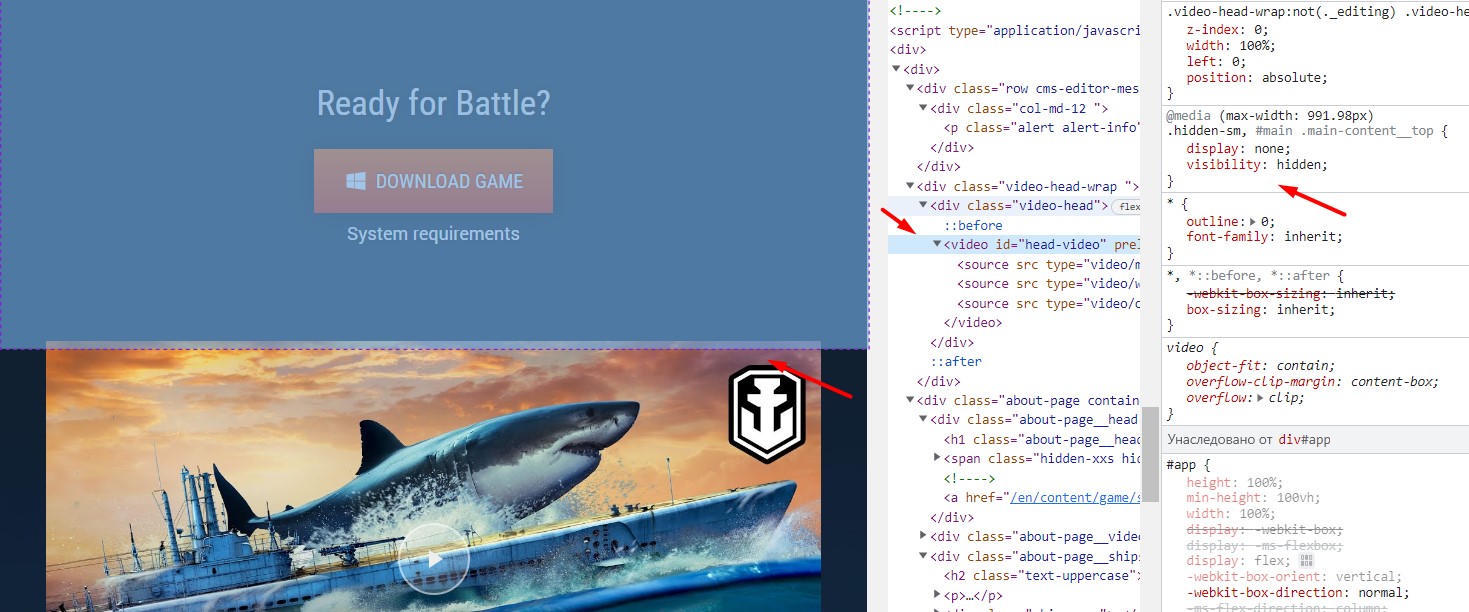 Ready for Battle?
DOWNLOAD GAME
System requirements
<!---->
<script type="application/javascri
<div>
<div>
<div class="row cms-editor-mes
<div class="col-md-12 ">
<p class="alert alert-info"
</div>
</div>
<div class="video-head-wrap ">
<div class="video-head"> flex
::before
<video id="head-video" prel
<source src type="video/m
<source src type="video/w
<source src type="video/o
</video>
</div>
::after
</div>
<div class="about-page contain
<div class="about-page__head
<h1 class="about-page__head
<span class="hidden-xxs hid
<!---->
<a href="/en/content/game/s
</div>
<div class="about-page__video
<div class="about-page__ships
<h2 class="text-uppercase">
<p>…</p>
.video-head-wrap:not(._editing) .video-he
z-index: 0;
width: 100%;
left: 0;
position: absolute;
}
@media (max-width: 991.98px)
.hidden-sm, #main .main-content__top {
display: none;
visibility: hidden;
}
* {
outline: 0;
font-family: inherit;
}
*, *::before, *::after {
-webkit-box-sizing: inherit;
box-sizing: inherit;
}
video {
object-fit: contain;
overflow-clip-margin: content-box;
overflow: clip;
}
Унаследовано от div#app
#app {
height: 100%;
min-height: 100vh;
width: 100%;
display: -webkit-box;
display: -ms-flexbox;
display: flex;
-webkit-box-orient: vertical;
-webkit-box-direction: normal;
-ms-flex-direction: column;